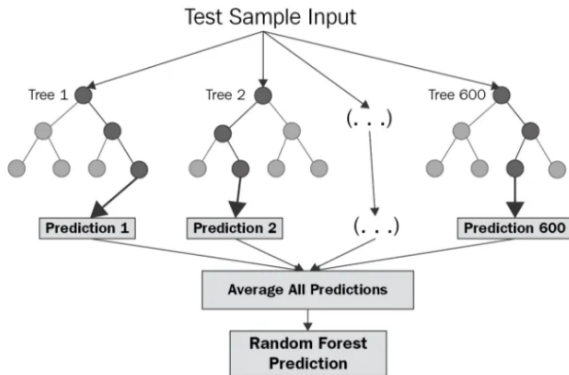 Test Sample Input
Tree 1
Tree 2
(. . .)
Tree 600
Prediction 1
Prediction 2
(. . .)
Prediction 600
Average All Predictions
Random Forest
Prediction